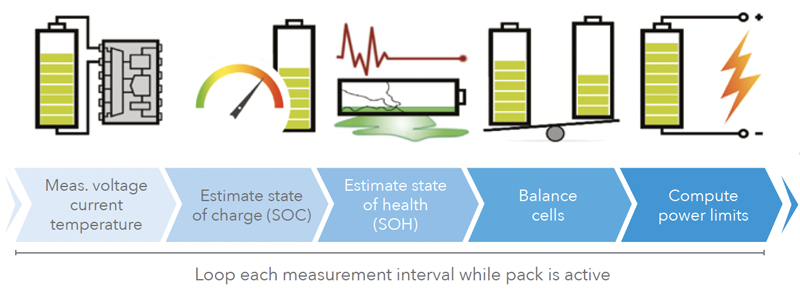 +
-
Meas. voltage
current
temperature
Estimate state
of charge (SOC)
Estimate state
of health
(SOH)
Balance
cells
Compute
power limits
Loop each measurement interval while pack is active